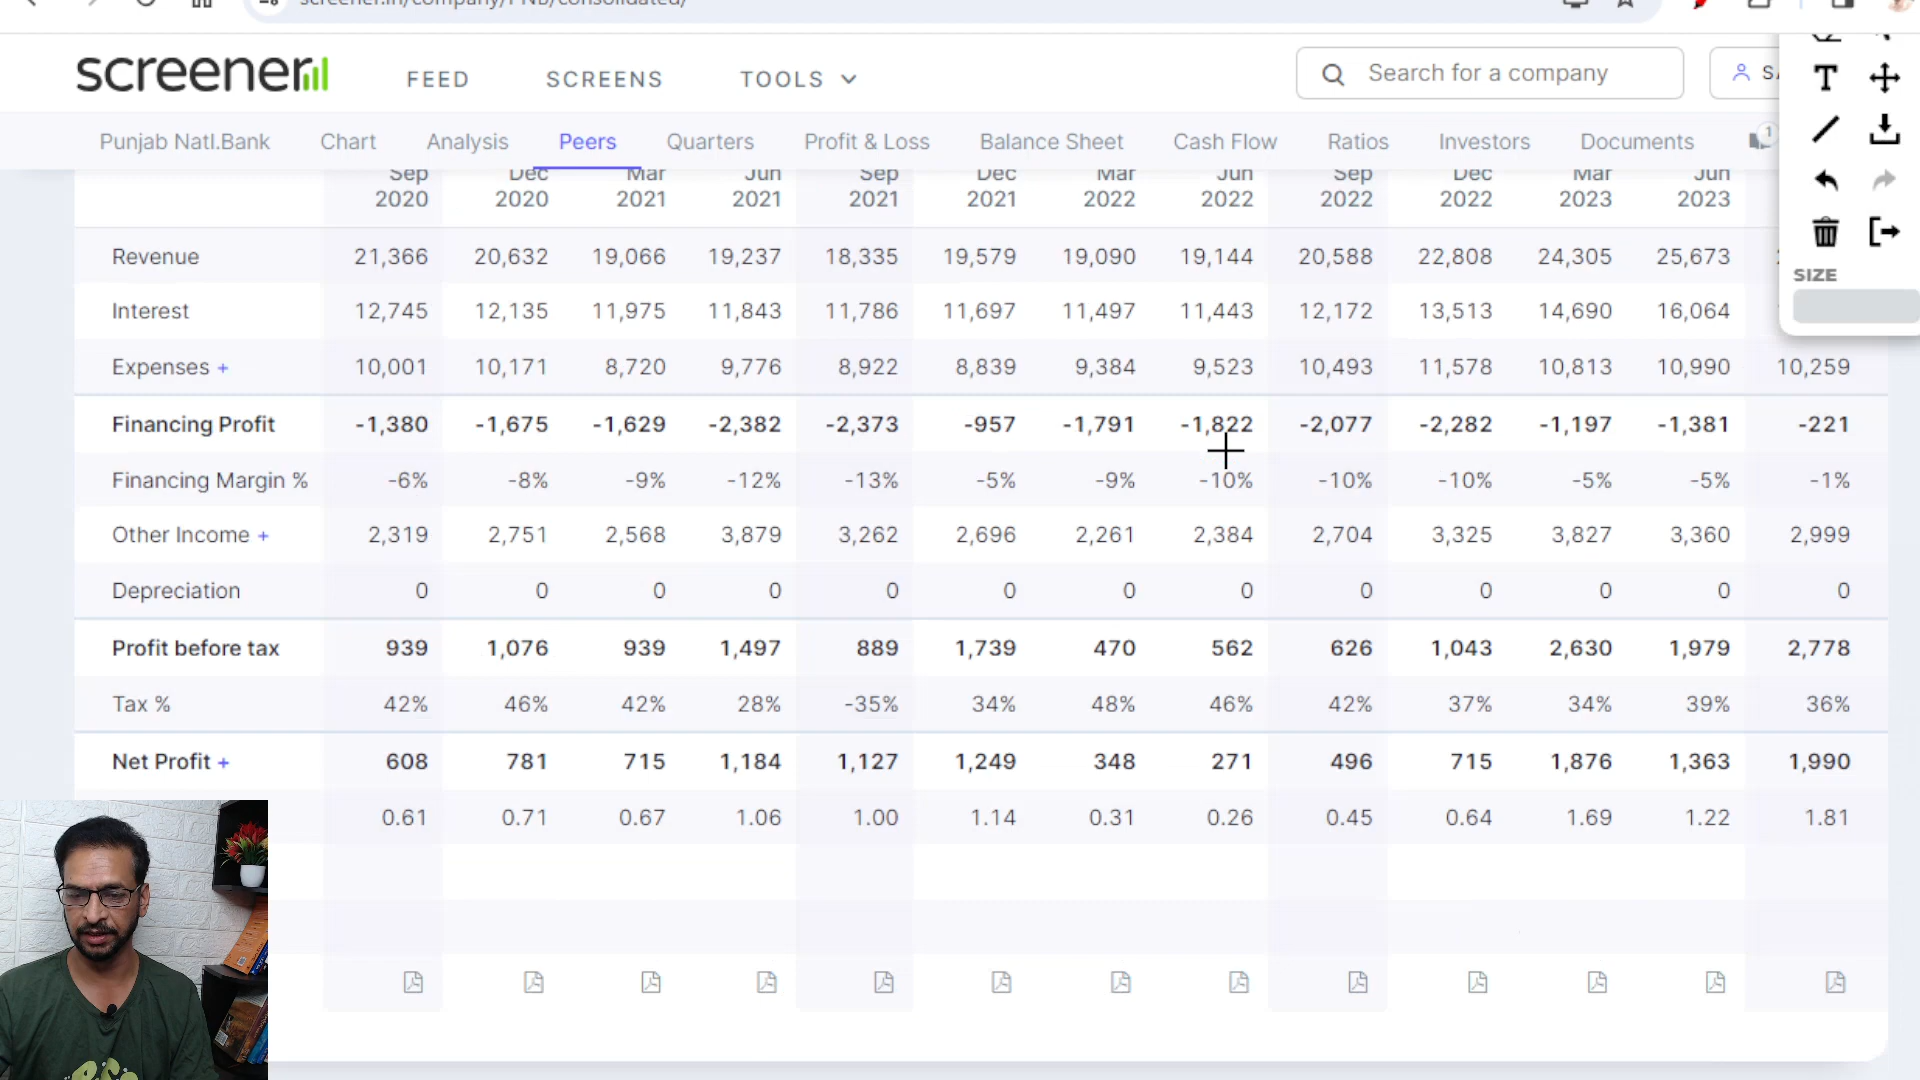 screener
FEED SCREENS TOOLS
Search for a company
Punjab Natl.Bank Chart Analysis Peers Quarters Profit & Loss Balance Sheet Cash Flow Ratios Investors Documents 1
T
SIZE
Sep 2020 Dec 2020 Mar 2021 Jun 2021 Sep 2021 Dec 2021 Mar 2022 Jun 2022 Sep 2022 Dec 2022 Mar 2023 Jun 2023
Revenue 21,366 20,632 19,066 19,237 18,335 19,579 19,090 19,144 20,588 22,808 24,305 25,673
Interest 12,745 12,135 11,975 11,843 11,786 11,697 11,497 11,443 12,172 13,513 14,690 16,064
Expenses + 10,001 10,171 8,720 9,776 8,922 8,839 9,384 9,523 10,493 11,578 10,813 10,990 10,259
Financing Profit -1,380 -1,675 -1,629 -2,382 -2,373 -957 -1,791 -1,822 -2,077 -2,282 -1,197 -1,381 -221
Financing Margin % -6% -8% -9% -12% -13% -5% -9% -10% -10% -10% -5% -5% -1%
Other Income + 2,319 2,751 2,568 3,879 3,262 2,696 2,261 2,384 2,704 3,325 3,827 3,360 2,999
Depreciation 0 0 0 0 0 0 0 0 0 0 0 0 0
Profit before tax 939 1,076 939 1,497 889 1,739 470 562 626 1,043 2,630 1,979 2,778
Tax % 42% 46% 42% 28% -35% 34% 48% 46% 42% 37% 34% 39% 36%
Net Profit + 608 781 715 1,184 1,127 1,249 348 271 496 715 1,876 1,363 1,990
0.61 0.71 0.67 1.06 1.00 1.14 0.31 0.26 0.45 0.64 1.69 1.22 1.81